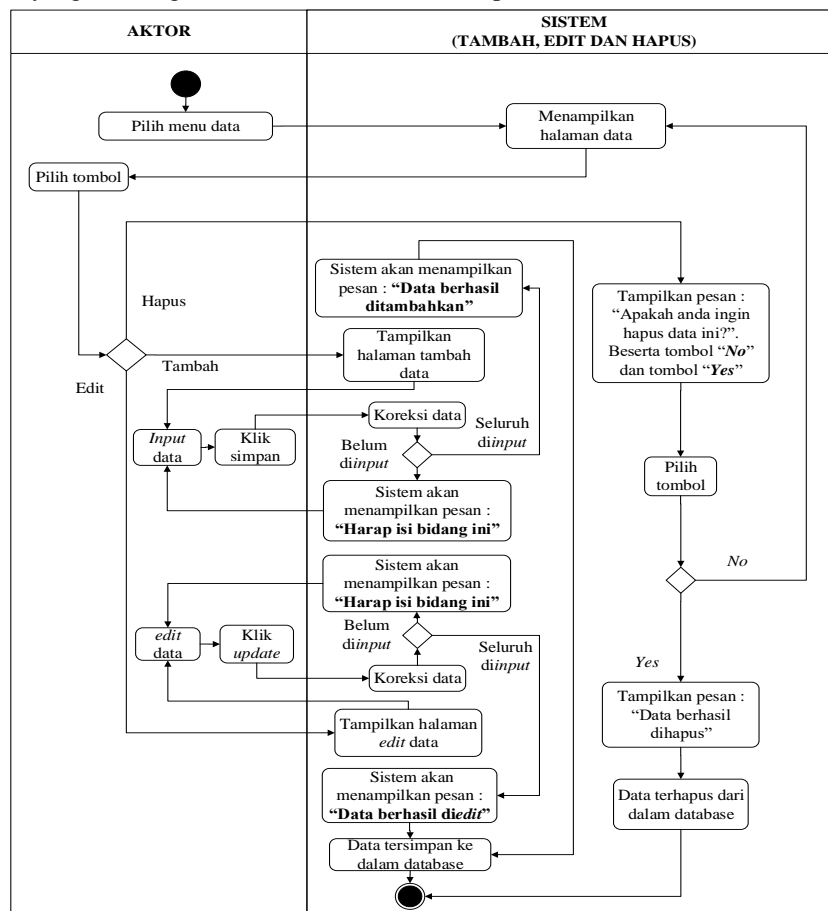 AKTOR
SISTEM
(TAMBAH, EDIT DAN HAPUS)
Pilih menu data
Menampilkan
halaman data
Pilih tombol
Hapus
Sistem akan menampilkan
pesan : “Data berhasil
ditambahkan”
Tampilkan pesan :
“Apakah anda ingin
hapus data ini?”.
Beserta tombol “No”
dan tombol “Yes”
Tampilkan
halaman tambah
data
Tambah
Edit
Input
data
Klik
simpan
Koreksi data
Seluruh
diinput
Belum
diinput
Pilih
tombol
Sistem akan
menampilkan pesan :
“Harap isi bidang ini”
No
Sistem akan
menampilkan pesan :
“Harap isi bidang ini”
edit
data
Klik
update
Belum
diinput
Seluruh
diinput
Koreksi data
Yes
Tampilkan halaman
edit data
Tampilkan pesan :
“Data berhasil
dihapus”
Sistem akan
menampilkan pesan :
“Data berhasil diedit”
Data terhapus dari
dalam database
Data tersimpan ke
dalam database